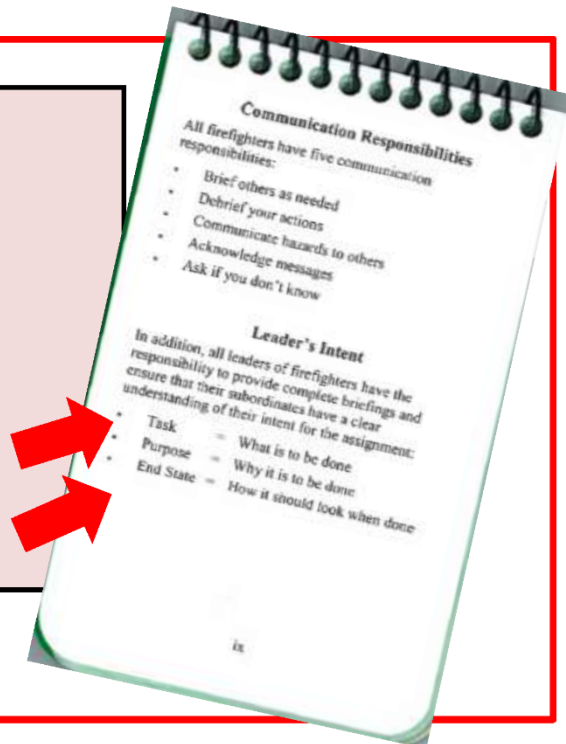 Communication Responsibilities
All firefighters have five communication
responsibilities:
• Brief others as needed
• Debrief your actions
• Communicate hazards to others
• Acknowledge messages
• Ask if you don't know
Leader's Intent
In addition, all leaders of firefighters have the
responsibility to provide complete briefings and
ensure that their subordinates have a clear
understanding of their intent for the assignment:
• Task = What is to be done
• Purpose = Why it is to be done
• End State = How it should look when done
ix